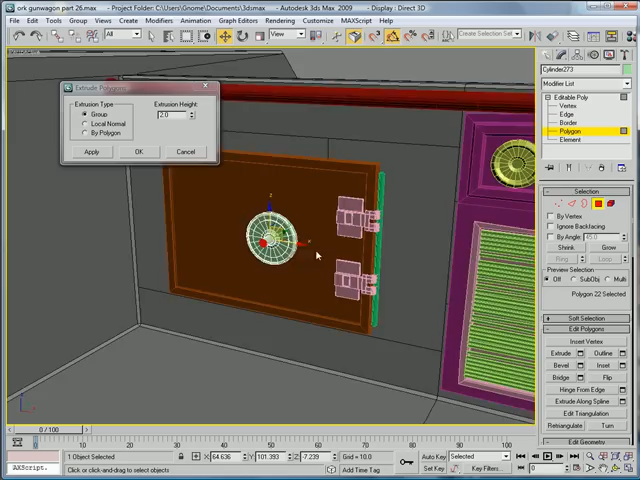 ork gunwagon part 26.max - Project Folder: C:\Users\Gnome\Documents\3dsmax - Autodesk 3ds Max 2009 - Display : Direct 3D
File Edit Tools Group Views Create Modifiers Animation Graph Editors Rendering Customize MAXScript Help
All
View
Create Selection Set
Extrude Polygons
Extrusion Type
Group
Local Normal
By Polygon
Extrusion Height:
2.0
Apply OK Cancel
Cylinder273
Modifier List
Editable Poly
Vertex
Edge
Border
Polygon
Element
Selection
By Vertex
Ignore Backfacing
By Angle: 45.0
Shrink Grow
Ring Loop
Preview Selection
Off SubObj Multi
Polygon 22 Selected
Soft Selection
Edit Polygons
Insert Vertex
Extrude Outline
Bevel Inset
Bridge Flip
Hinge From Edge
Extrude Along Spline
Edit Triangulation
Retriangulate Turn
Edit Geometry
0 / 100
0 10 20 30 40 50 60 70 80 90 100
1 Object Selected
X: 64.636 Y: 101.393 Z: -7.239 Grid = 10.0
Auto Key Selected
AXScript.
Click or click-and-drag to select objects
Add Time Tag
Set Key Key Filters...
0